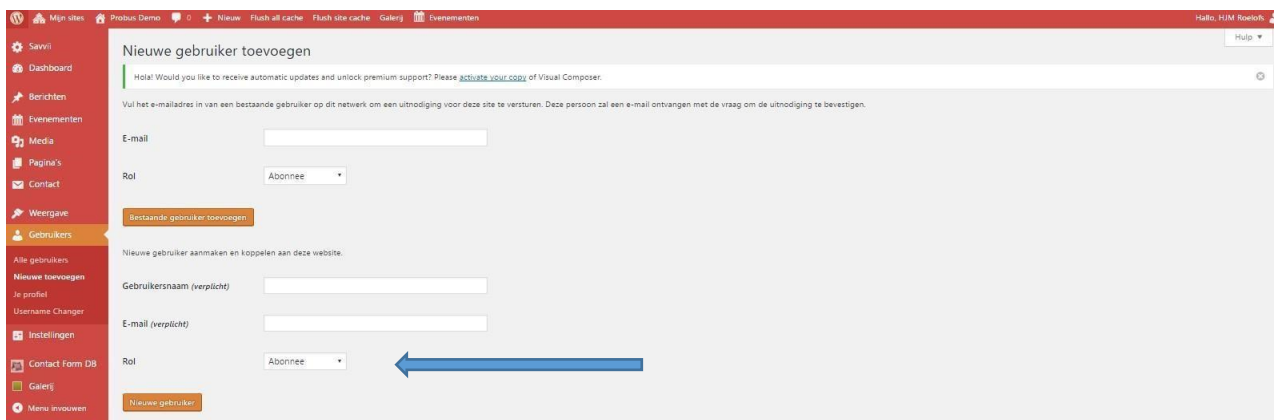 Mijn sites Probus Demo 0 Nieuw Flush all cache Flush site cache Galerij Evenementen Hallo, HJM Roelofs
Hulp
Savvii
Dashboard
Berichten
Evenementen
Media
Pagina's
Contact
Weergave
Gebruikers
Alle gebruikers
Nieuwe toevoegen
Je profiel
Username Changer
Instellingen
Contact Form DB
Galerij
Menu invouwen
Nieuwe gebruiker toevoegen
Hola! Would you like to receive automatic updates and unlock premium support? Please activate your copy of Visual Composer.
Vul het e-mailadres in van een bestaande gebruiker op dit netwerk om een uitnodiging voor deze site te versturen. Deze persoon zal een e-mail ontvangen met de vraag om de uitnodiging te bevestigen.
E-mail
Rol Abonnee
Bestaande gebruiker toevoegen
Nieuwe gebruiker aanmaken en koppelen aan deze website.
Gebruikersnaam (verplicht)
E-mail (verplicht)
Rol Abonnee
Nieuwe gebruiker